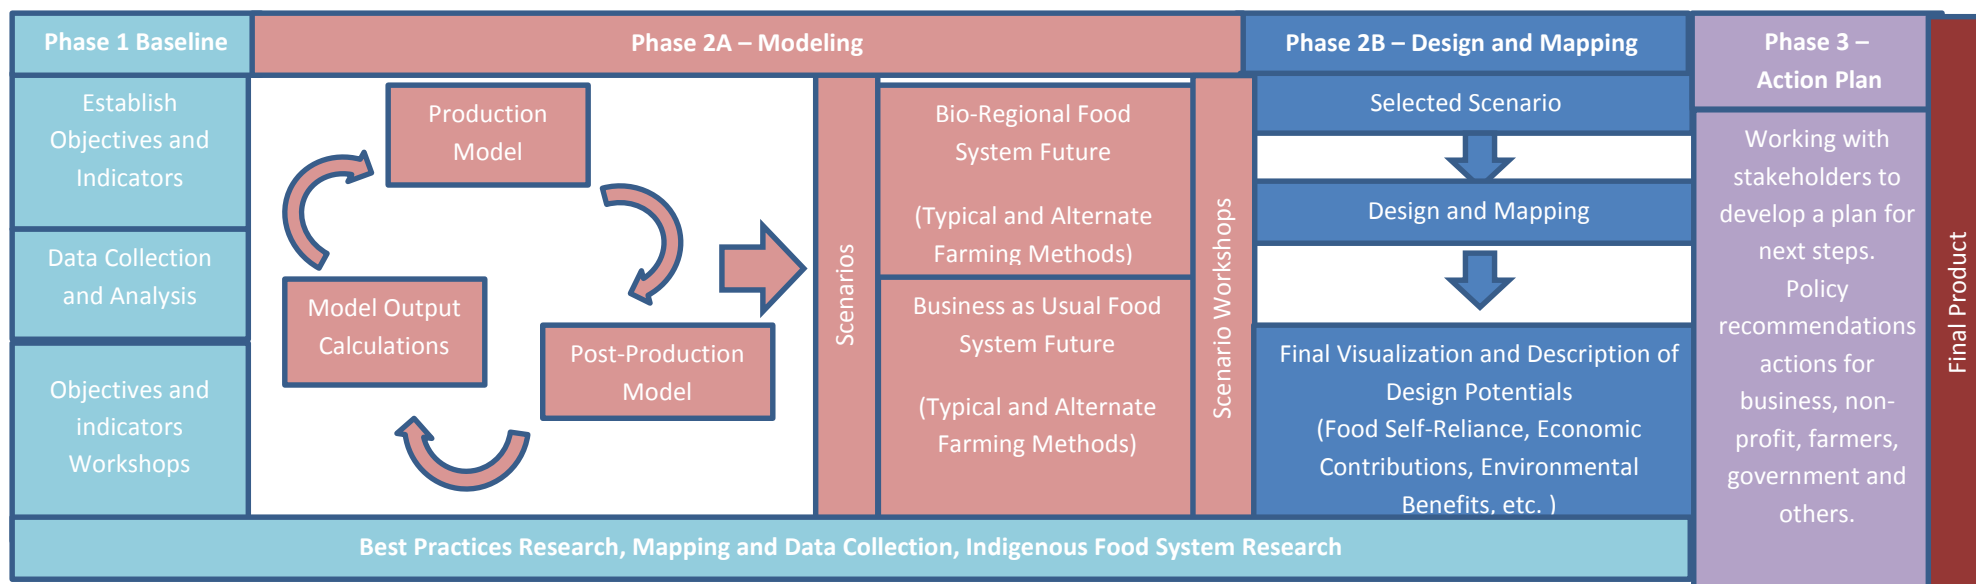 Phase 1 Baseline
Establish
Objectives and
Indicators
Data Collection
and Analysis
Objectives and
indicators
Workshops
Phase 2A – Modeling
Production
Model
Post-Production
Model
Model Output
Calculations
Scenarios
Bio-Regional Food
System Future
(Typical and Alternate
Farming Methods)
Business as Usual Food
System Future
(Typical and Alternate
Farming Methods)
Scenario Workshops
Phase 2B – Design and Mapping
Selected Scenario
Design and Mapping
Final Visualization and Description of
Design Potentials
(Food Self-Reliance, Economic
Contributions, Environmental
Benefits, etc. )
Phase 3 –
Action Plan
Working with
stakeholders to
develop a plan for
next steps.
Policy
recommendations
actions for
business, non-
profit, farmers,
government and
others.
Final Product
Best Practices Research, Mapping and Data Collection, Indigenous Food System Research